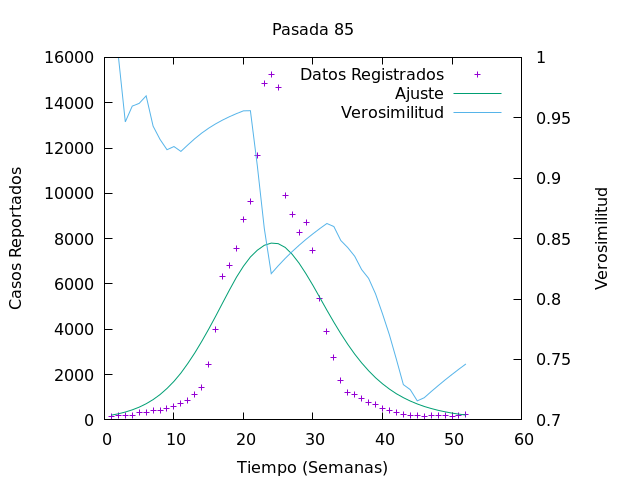 Pasada 85
Casos Reportados
16000
14000
12000
10000
8000
6000
4000
2000
0
Datos Registrados
Ajuste
Verosimilitud
1
0.95
0.9
0.85
0.8
0.75
0.7
Verosimilitud
0 10 20 30 40 50 60
Tiempo (Semanas)